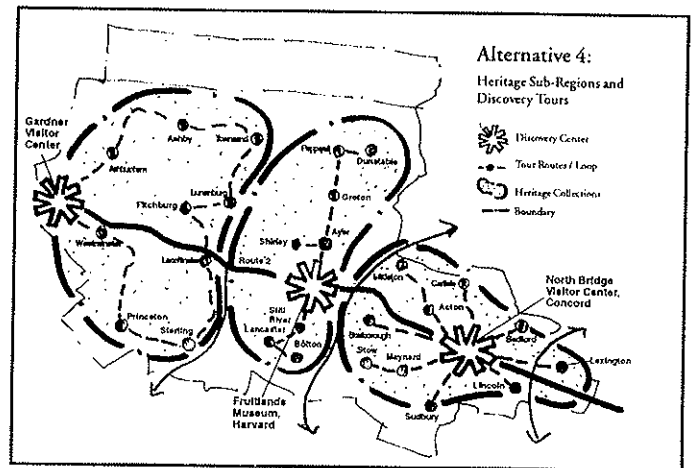 Alternative 4:
Heritage Sub-Regions and
Discovery Tours
Discovery Center
Tour Routes / Loop
Heritage Collections
Boundary
Gardner
Visitor
Center
Ashby
Townsend
Ashburnham
Fitchburg
Lunenburg
Westminster
Leominster
Princeton
Sterling
Pepperell
Dunstable
Groton
Shirley
Ayer
Route 2
Still
River
Lancaster
Bolton
Fruitlands
Museum,
Harvard
Littleton
Carlisle
Acton
Boxborough
Stow
Maynard
Sudbury
North Bridge
Visitor Center,
Concord
Bedford
Lexington
Lincoln